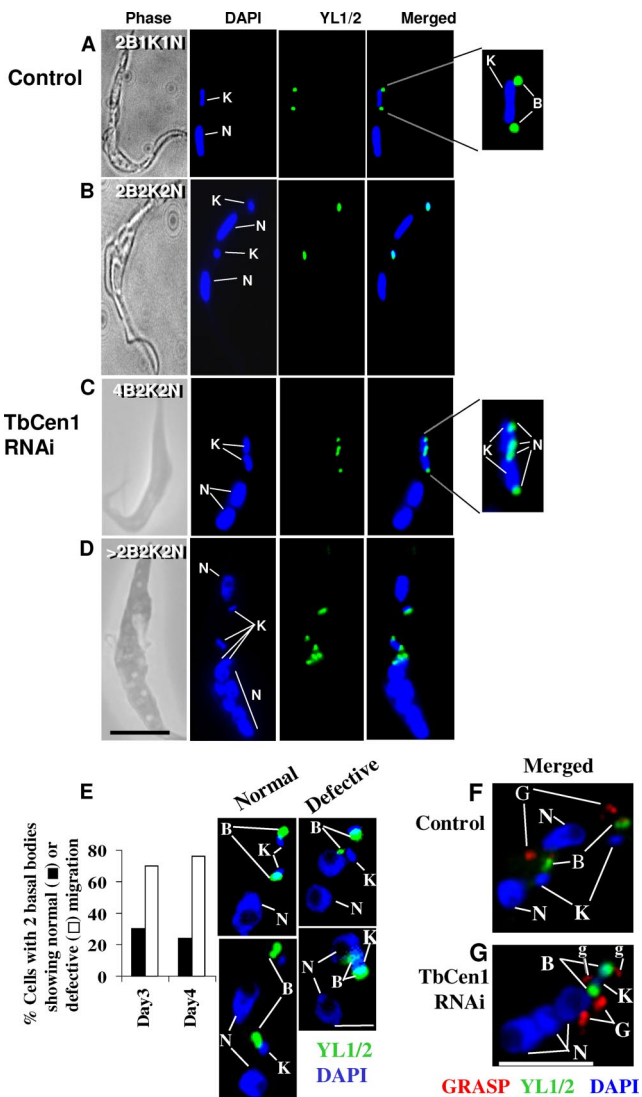 Phase DAPI YL1/2 Merged
A 2B1K1N
Control
K
N
K
B
B 2B2K2N
K
N
K
N
C 4B2K2N
TbCen1
RNAi
K
N
K
N
D >2B2K2N
N
K
N
E
Normal Defective
% Cells with 2 basal bodies
showing normal (■) or
defective (□) migration
80
60
40
20
0
Day3 Day4
B
K
N
B
K
N
B
N
K
K
N
B
YL1/2
DAPI
Merged
F
Control
G
N
B
N
K
G
TbCen1
RNAi
g
g
B
K
G
N
GRASP YL1/2 DAPI